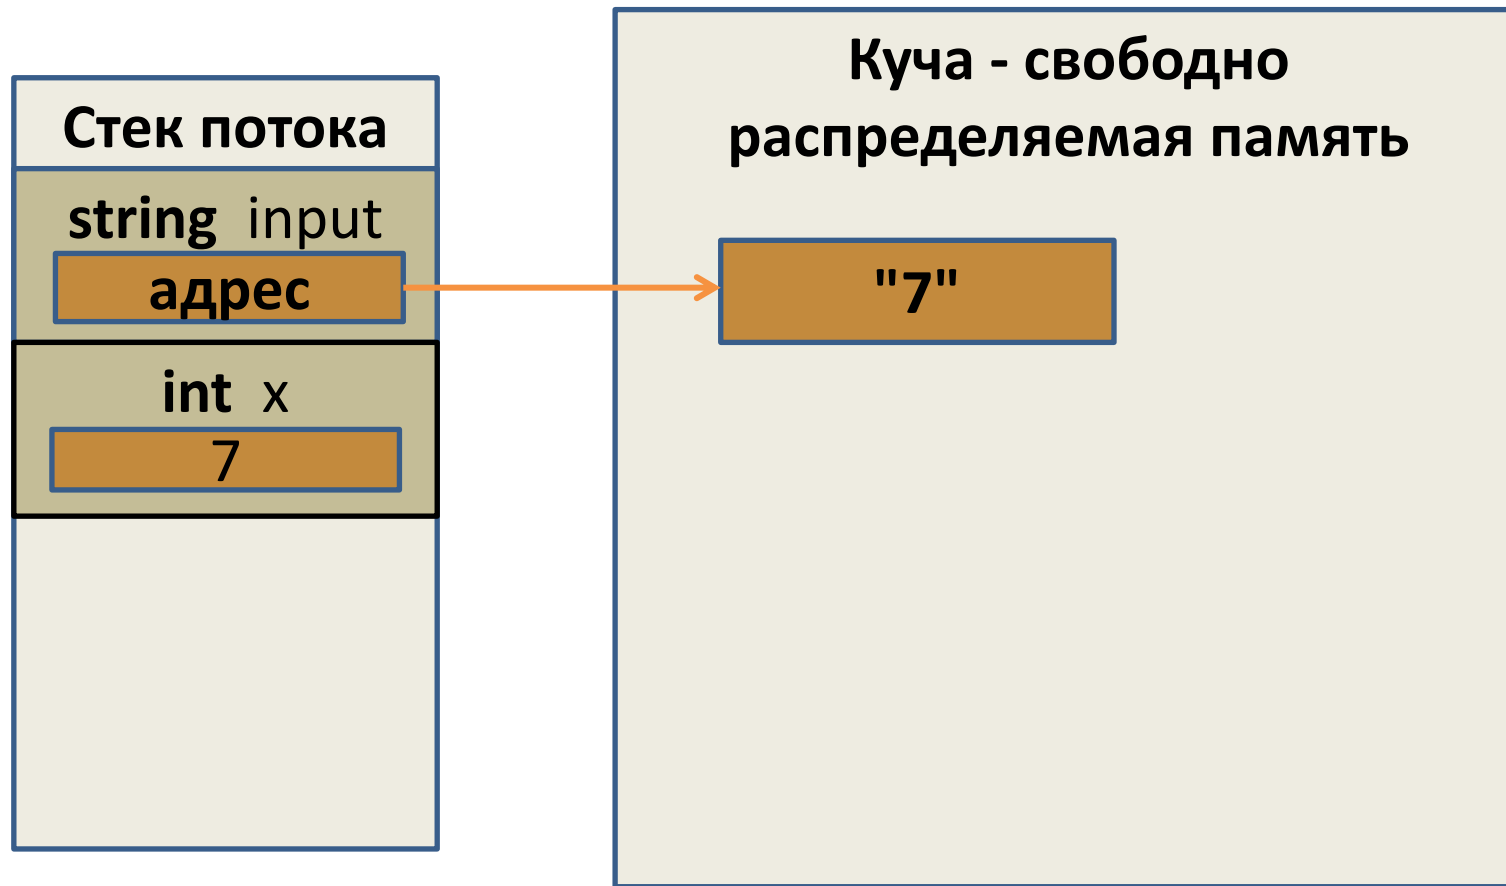 Стек потока
string input
адрес
int x
7
Куча - свободно
распределяемая память
"7"